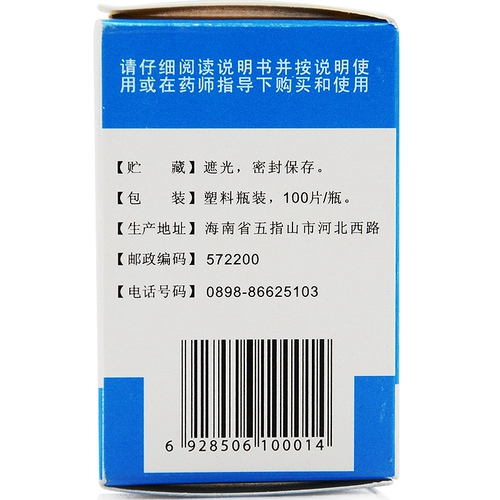 请仔细阅读说明书并按说明使
用或在药师指导下购买和使用
【贮　　藏】遮光，密封保存。
【包　　装】塑料瓶装，100片/瓶。
【生产地址】海南省五指山市河北西路
【邮政编码】572200
【电话号码】0898-86625103
6 928506 100014